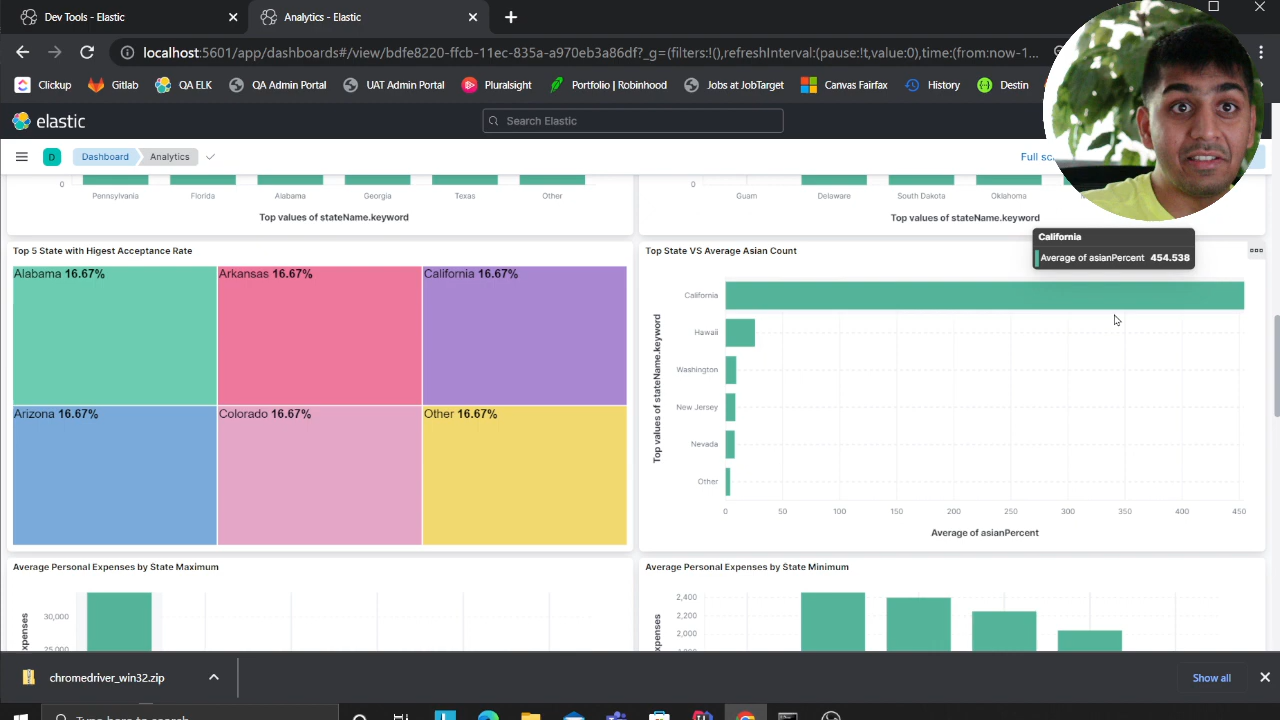 Dev Tools - Elastic
Analytics - Elastic
localhost:5601/app/dashboards#/view/bdfe8220-ffcb-11ec-835a-a970eb3a86df?_g=(filters:!(),refreshInterval:(pause:!t,value:0),time:(from:now-1...
Clickup
Gitlab
QA ELK
QA Admin Portal
UAT Admin Portal
Pluralsight
Portfolio | Robinhood
Jobs at JobTarget
Canvas Fairfax
History
Destin
elastic
Search Elastic
D
Dashboard
Analytics
Full sc
0
Pennsylvania
Florida
Alabama
Georgia
Texas
Other
Top values of stateName.keyword
0
Guam
Delaware
South Dakota
Oklahoma
Top values of stateName.keyword
Top 5 State with Higest Acceptance Rate
Alabama 16.67%
Arkansas 16.67%
California 16.67%
Arizona 16.67%
Colorado 16.67%
Other 16.67%
Top State VS Average Asian Count
California
Average of asianPercent 454.538
Top values of stateName.keyword
California
Hawaii
Washington
New Jersey
Nevada
Other
0
50
100
150
200
250
300
350
400
450
Average of asianPercent
Average Personal Expenses by State Maximum
30,000
25,000
Average Personal Expenses by State Minimum
2,400
2,200
2,000
chromedriver_win32.zip
Show all
Type here to search